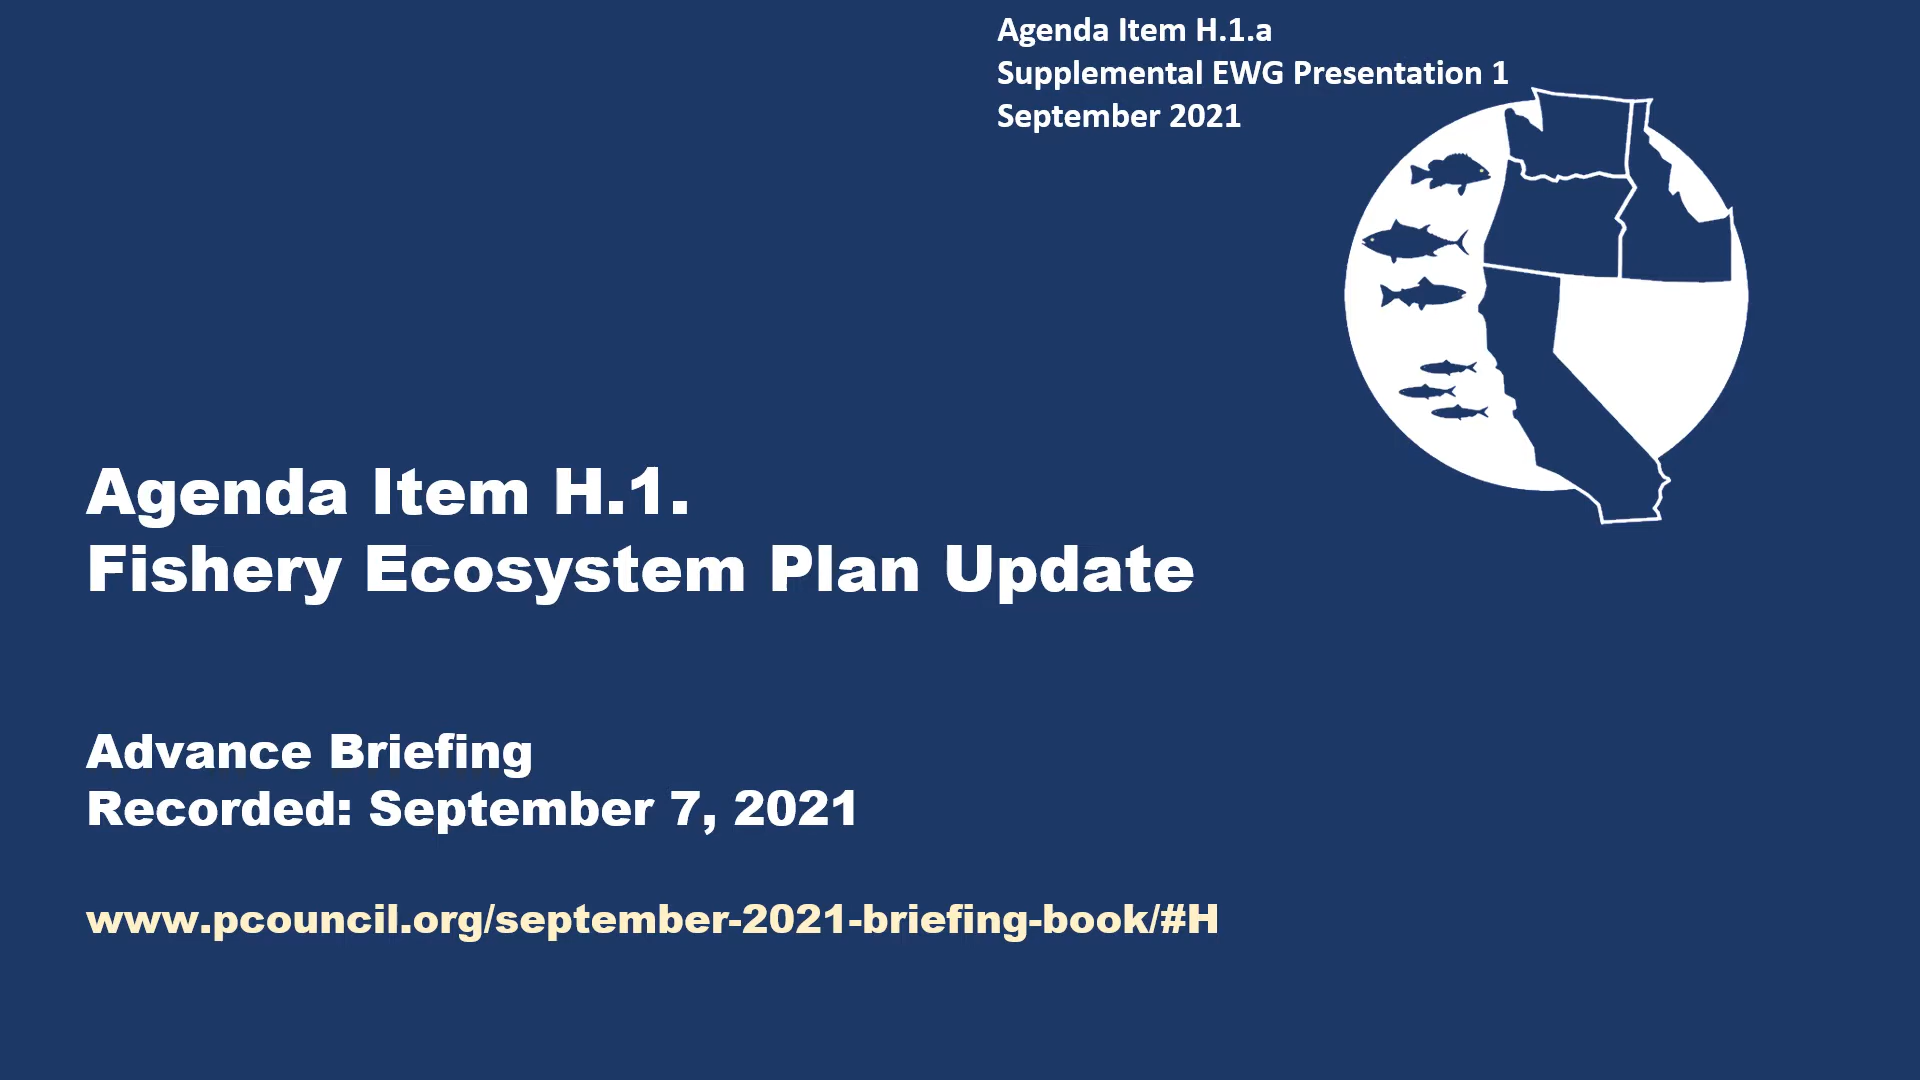 Agenda Item H.1.a
Supplemental EWG Presentation 1
September 2021
Agenda Item H.1.
Fishery Ecosystem Plan Update
Advance Briefing
Recorded: September 7, 2021
www.pcouncil.org/september-2021-briefing-book/#H